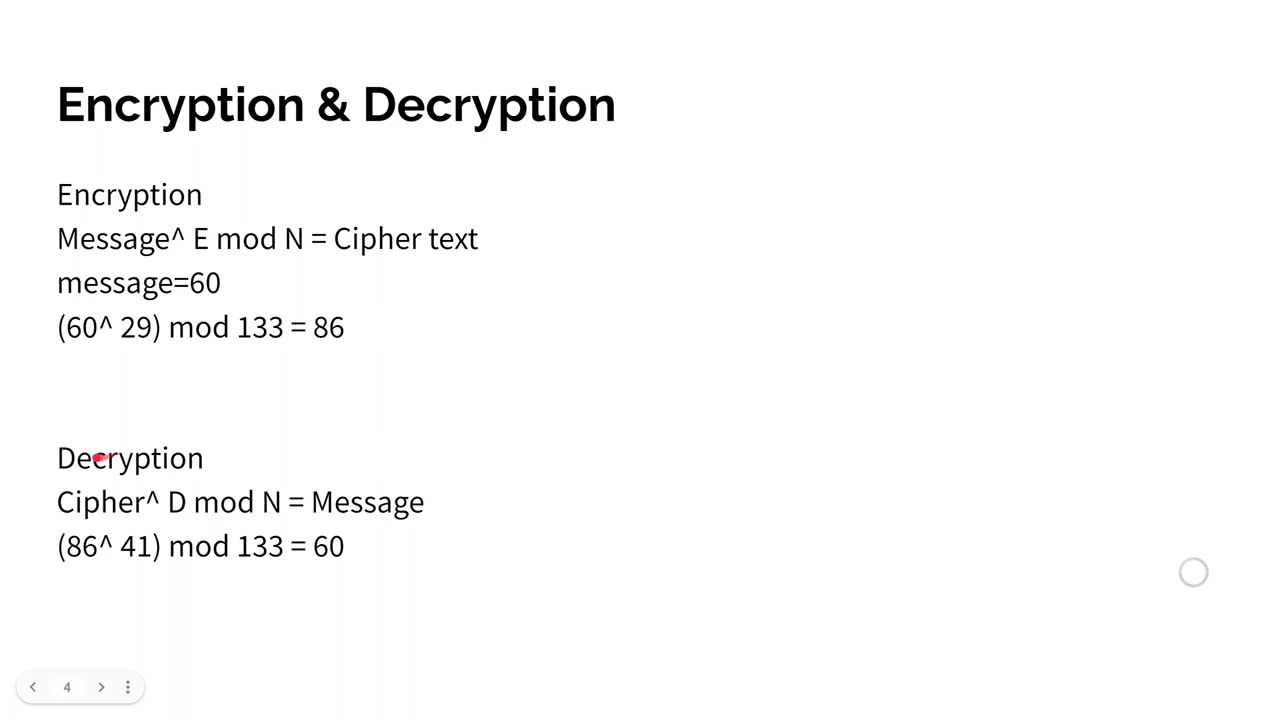 Encryption & Decryption
Encryption
Message^ E mod N = Cipher text
message=60
(60^ 29) mod 133 = 86
Decryption
Cipher^ D mod N = Message
(86^ 41) mod 133 = 60
4